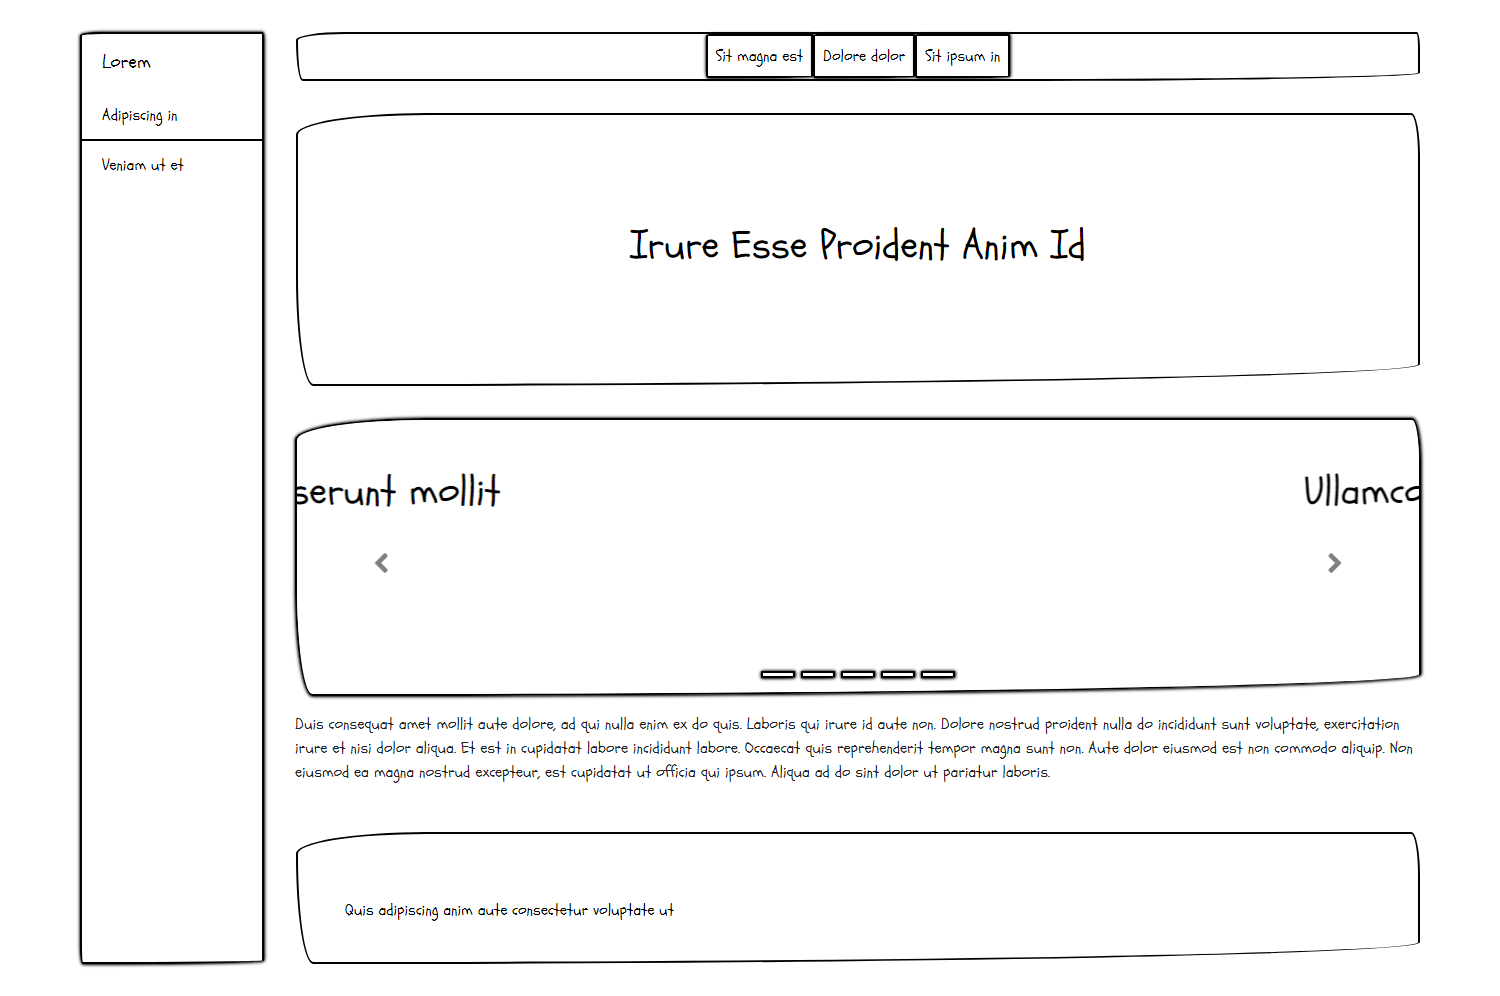 Lorem
Adipiscing in
Veniam ut et
Sit magna est
Dolore dolor
Sit ipsum in
Irure Esse Proident Anim Id
serunt mollit
Ullamco
Duis consequat amet mollit aute dolore, ad qui nulla enim ex do quis. Laboris qui irure id aute non. Dolore nostrud proident nulla do incididunt sunt voluptate, exercitation
irure et nisi dolor aliqua. Et est in cupidatat labore incididunt labore. Occaecat quis reprehenderit tempor magna sunt non. Aute dolor eiusmod est non commodo aliquip. Non
eiusmod ea magna nostrud excepteur, est cupidatat ut officia qui ipsum. Aliqua ad do sint dolor ut pariatur laboris.
Quis adipiscing anim aute consectetur voluptate ut